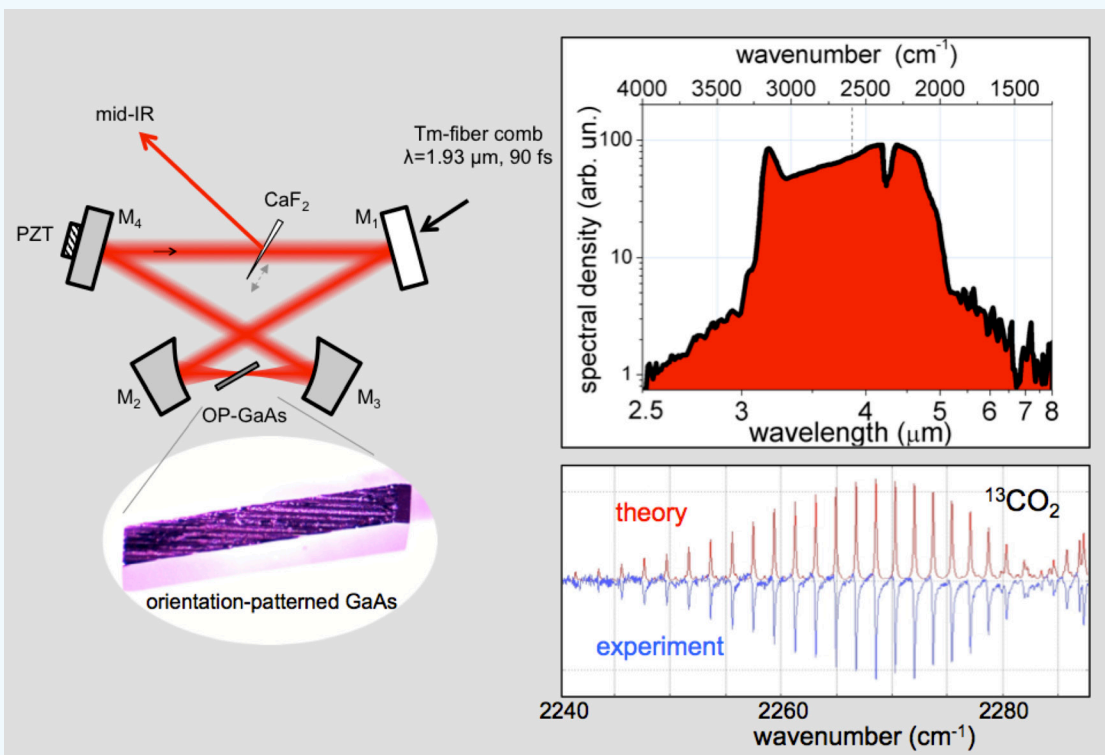 mid-IR
Tm-fiber comb
λ=1.93 μm, 90 fs
CaF₂
M₁
M₄
PZT
M₂
M₃
OP-GaAs
orientation-patterned GaAs
wavenumber (cm⁻¹)
4000 3500 3000 2500 2000 1500
spectral density (arb. un.)
100
10
1
2.5 3 4 5 6 7 8
wavelength (μm)
theory
¹³CO₂
experiment
2240 2260 2280
wavenumber (cm⁻¹)